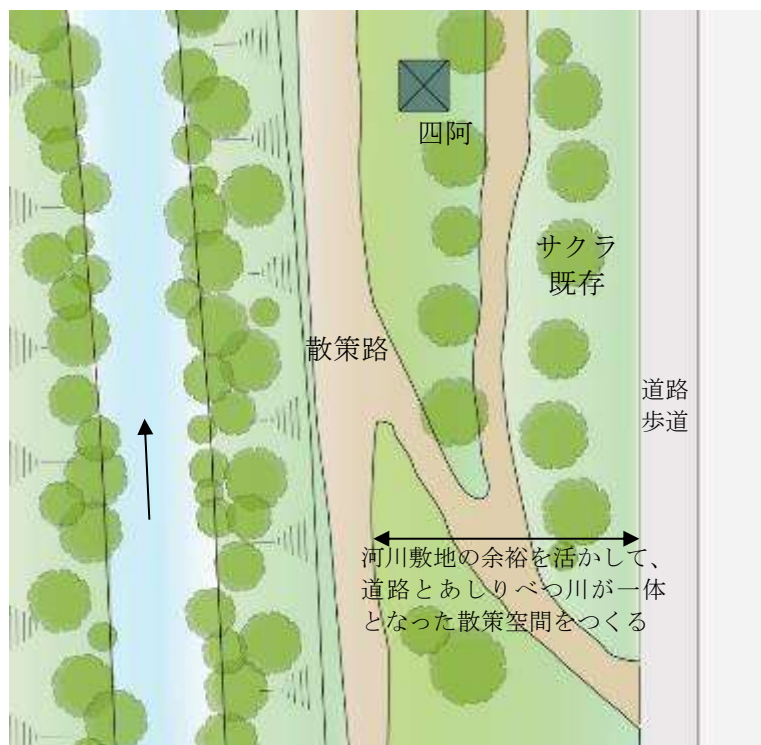 四阿
サクラ
既存
散策路
道路
歩道
河川敷地の余裕を活かして、
道路とあしりべつ川が一体
となった散策空間をつくる